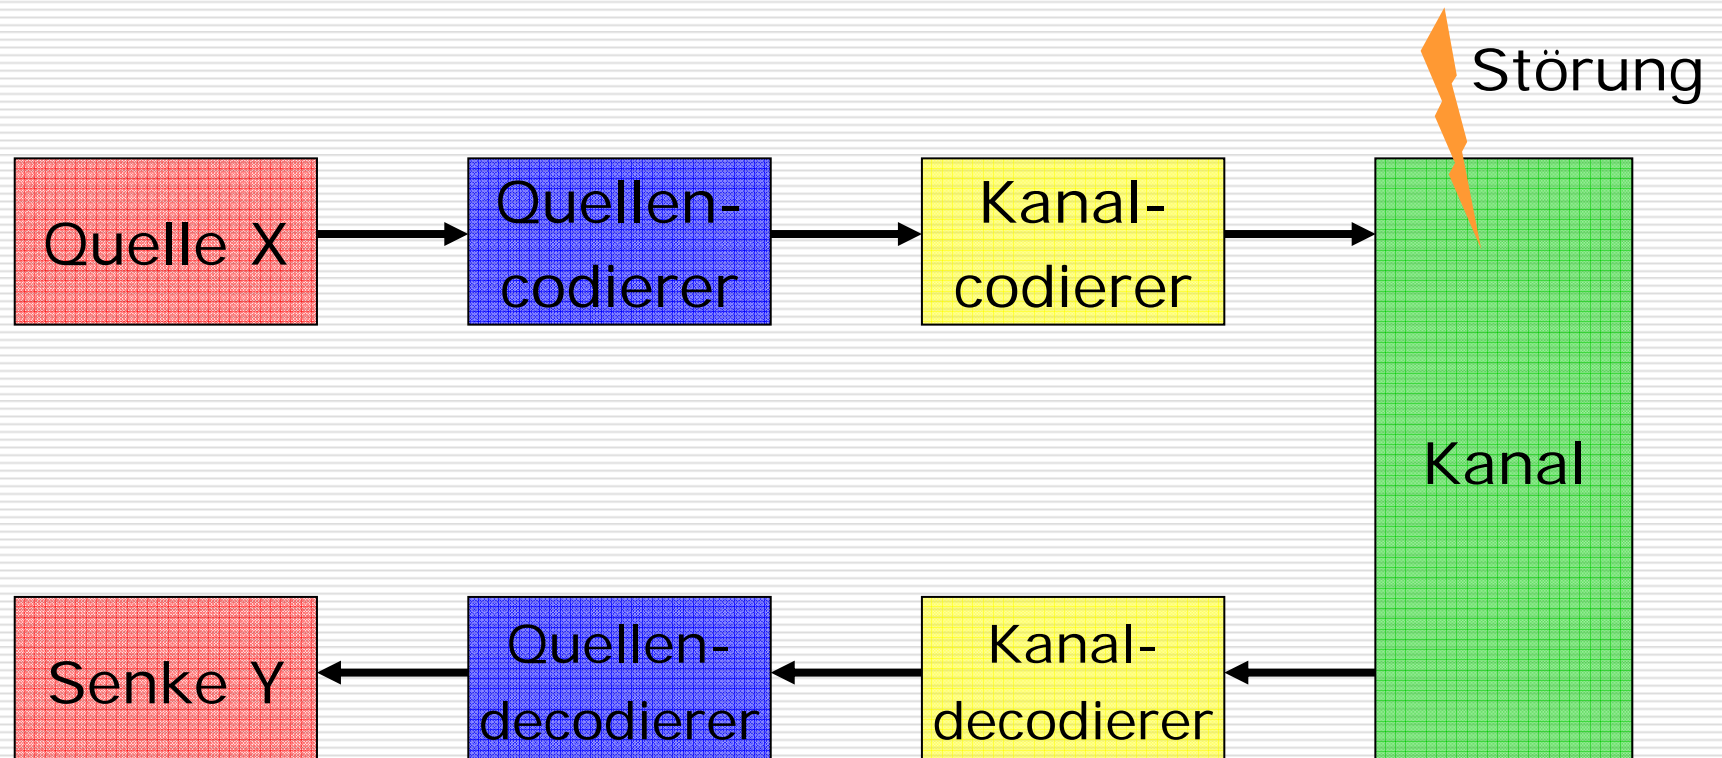 Störung
Quelle X
Quellen-
codierer
Kanal-
codierer
Kanal
Senke Y
Quellen-
decodierer
Kanal-
decodierer